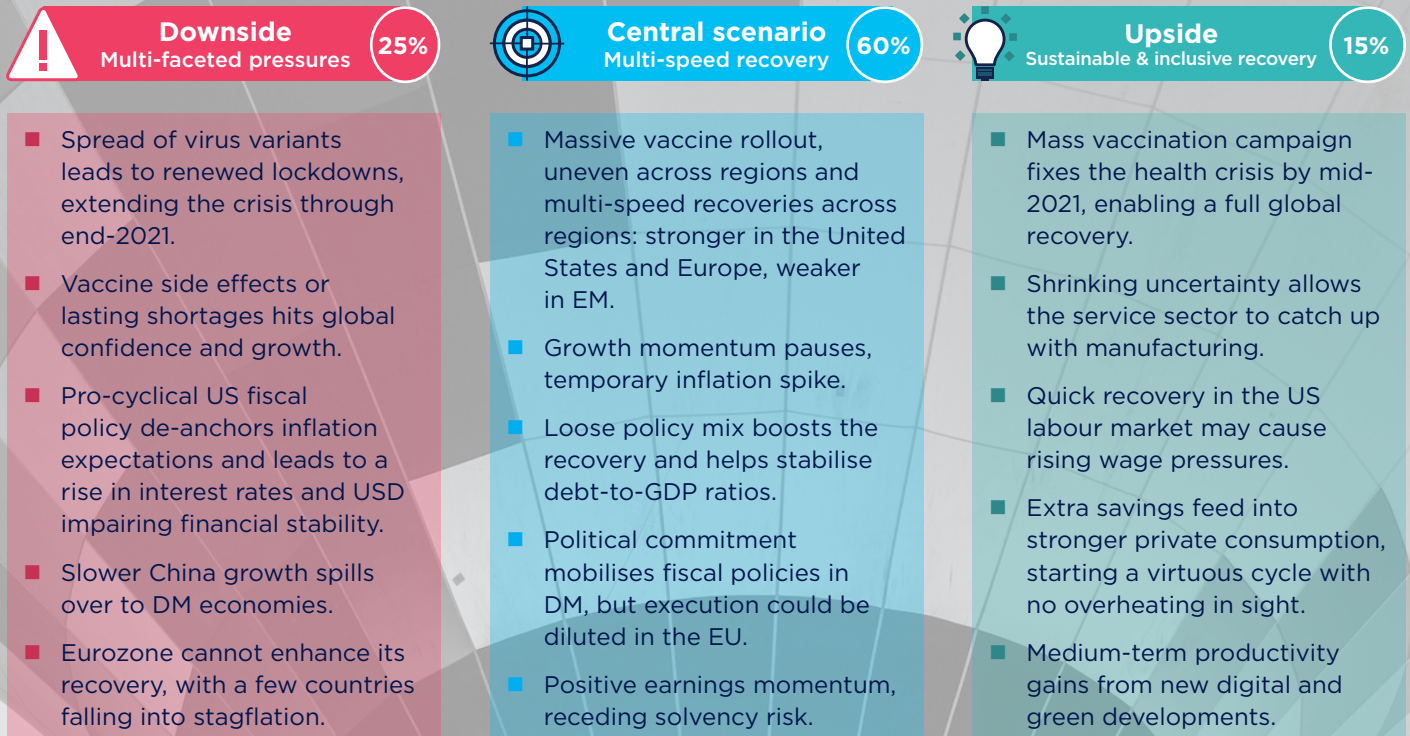 Downside
Multi-faceted pressures
25%
Spread of virus variants
leads to renewed lockdowns,
extending the crisis through
end-2021.
Vaccine side effects or
lasting shortages hits global
confidence and growth.
Pro-cyclical US fiscal
policy de-anchors inflation
expectations and leads to a
rise in interest rates and USD
impairing financial stability.
Slower China growth spills
over to DM economies.
Eurozone cannot enhance its
recovery, with a few countries
falling into stagflation.
Central scenario
Multi-speed recovery
60%
Massive vaccine rollout,
uneven across regions and
multi-speed recoveries across
regions: stronger in the United
States and Europe, weaker
in EM.
Growth momentum pauses,
temporary inflation spike.
Loose policy mix boosts the
recovery and helps stabilise
debt-to-GDP ratios.
Political commitment
mobilises fiscal policies in
DM, but execution could be
diluted in the EU.
Positive earnings momentum,
receding solvency risk.
Upside
Sustainable & inclusive recovery
15%
Mass vaccination campaign
fixes the health crisis by mid-
2021, enabling a full global
recovery.
Shrinking uncertainty allows
the service sector to catch up
with manufacturing.
Quick recovery in the US
labour market may cause
rising wage pressures.
Extra savings feed into
stronger private consumption,
starting a virtuous cycle with
no overheating in sight.
Medium-term productivity
gains from new digital and
green developments.